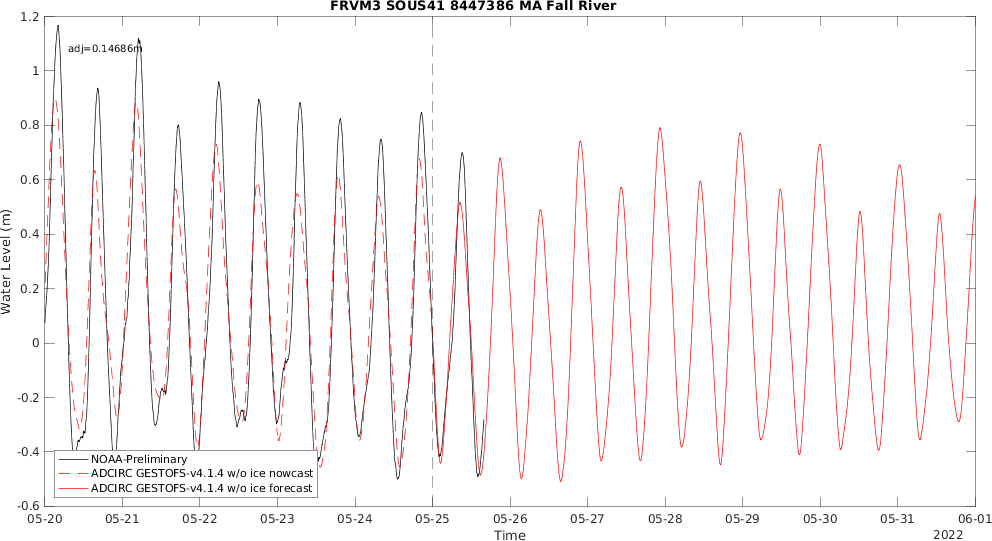 FRVM3 SOUS41 8447386 MA Fall River
adj=0.14686m
Water Level (m)
1.2
1
0.8
0.6
0.4
0.2
0
-0.2
-0.4
-0.6
NOAA-Preliminary
ADCIRC GESTOFS-v4.1.4 w/o ice nowcast
ADCIRC GESTOFS-v4.1.4 w/o ice forecast
05-20 05-21 05-22 05-23 05-24 05-25 05-26 05-27 05-28 05-29 05-30 05-31 06-01
Time
2022